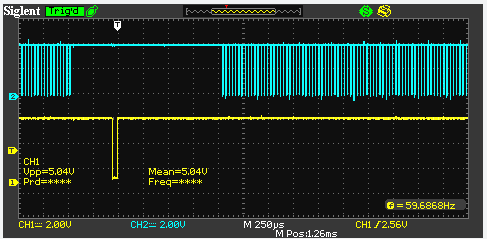 Siglent Trig'd S
T
2
T
CH1
Vpp=5.04V Mean=5.04V
Prd=**** Freq=****
1
f = 59.6868Hz
CH1 2.00V CH2 2.00V M 250µs CH1 / 2.56V
M Pos:1.26ms